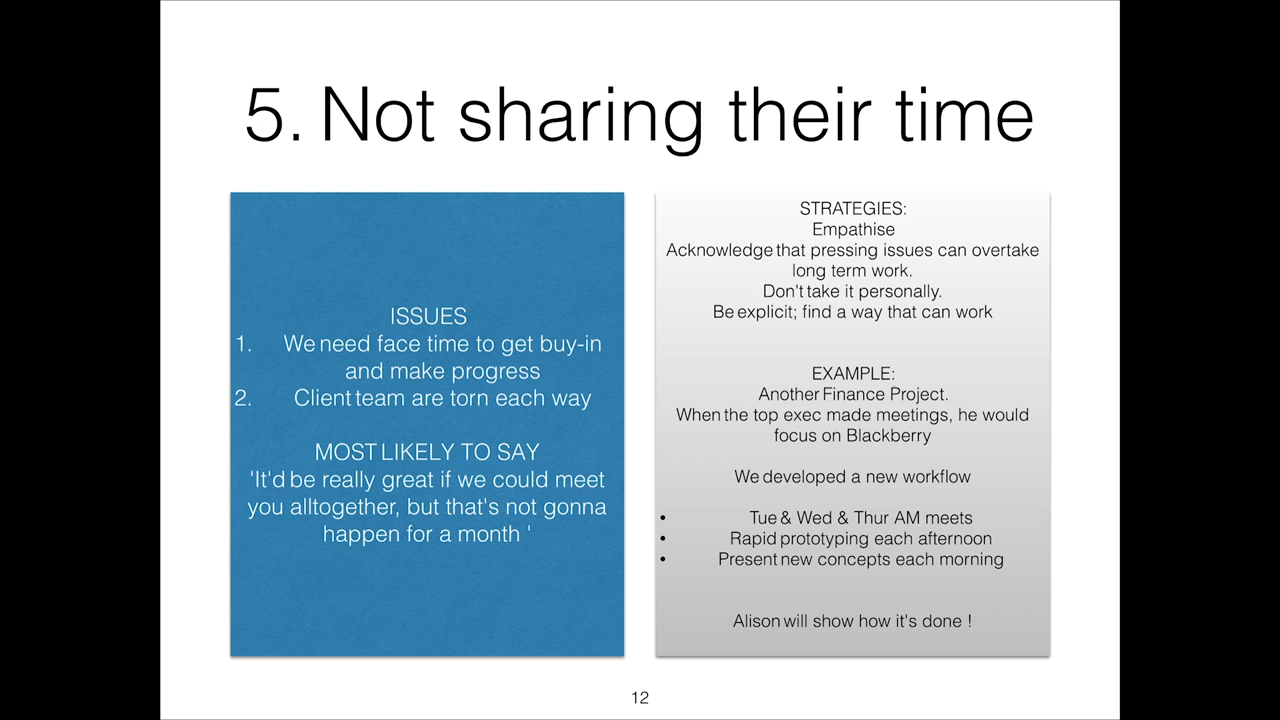 5. Not sharing their time
ISSUES
1. We need face time to get buy-in
and make progress
2. Client team are torn each way
MOST LIKELY TO SAY
'It'd be really great if we could meet
you alltogether, but that's not gonna
happen for a month '
STRATEGIES:
Empathise
Acknowledge that pressing issues can overtake
long term work.
Don't take it personally.
Be explicit; find a way that can work
EXAMPLE:
Another Finance Project.
When the top exec made meetings, he would
focus on Blackberry
We developed a new workflow
• Tue & Wed & Thur AM meets
• Rapid prototyping each afternoon
• Present new concepts each morning
Alison will show how it's done !
12